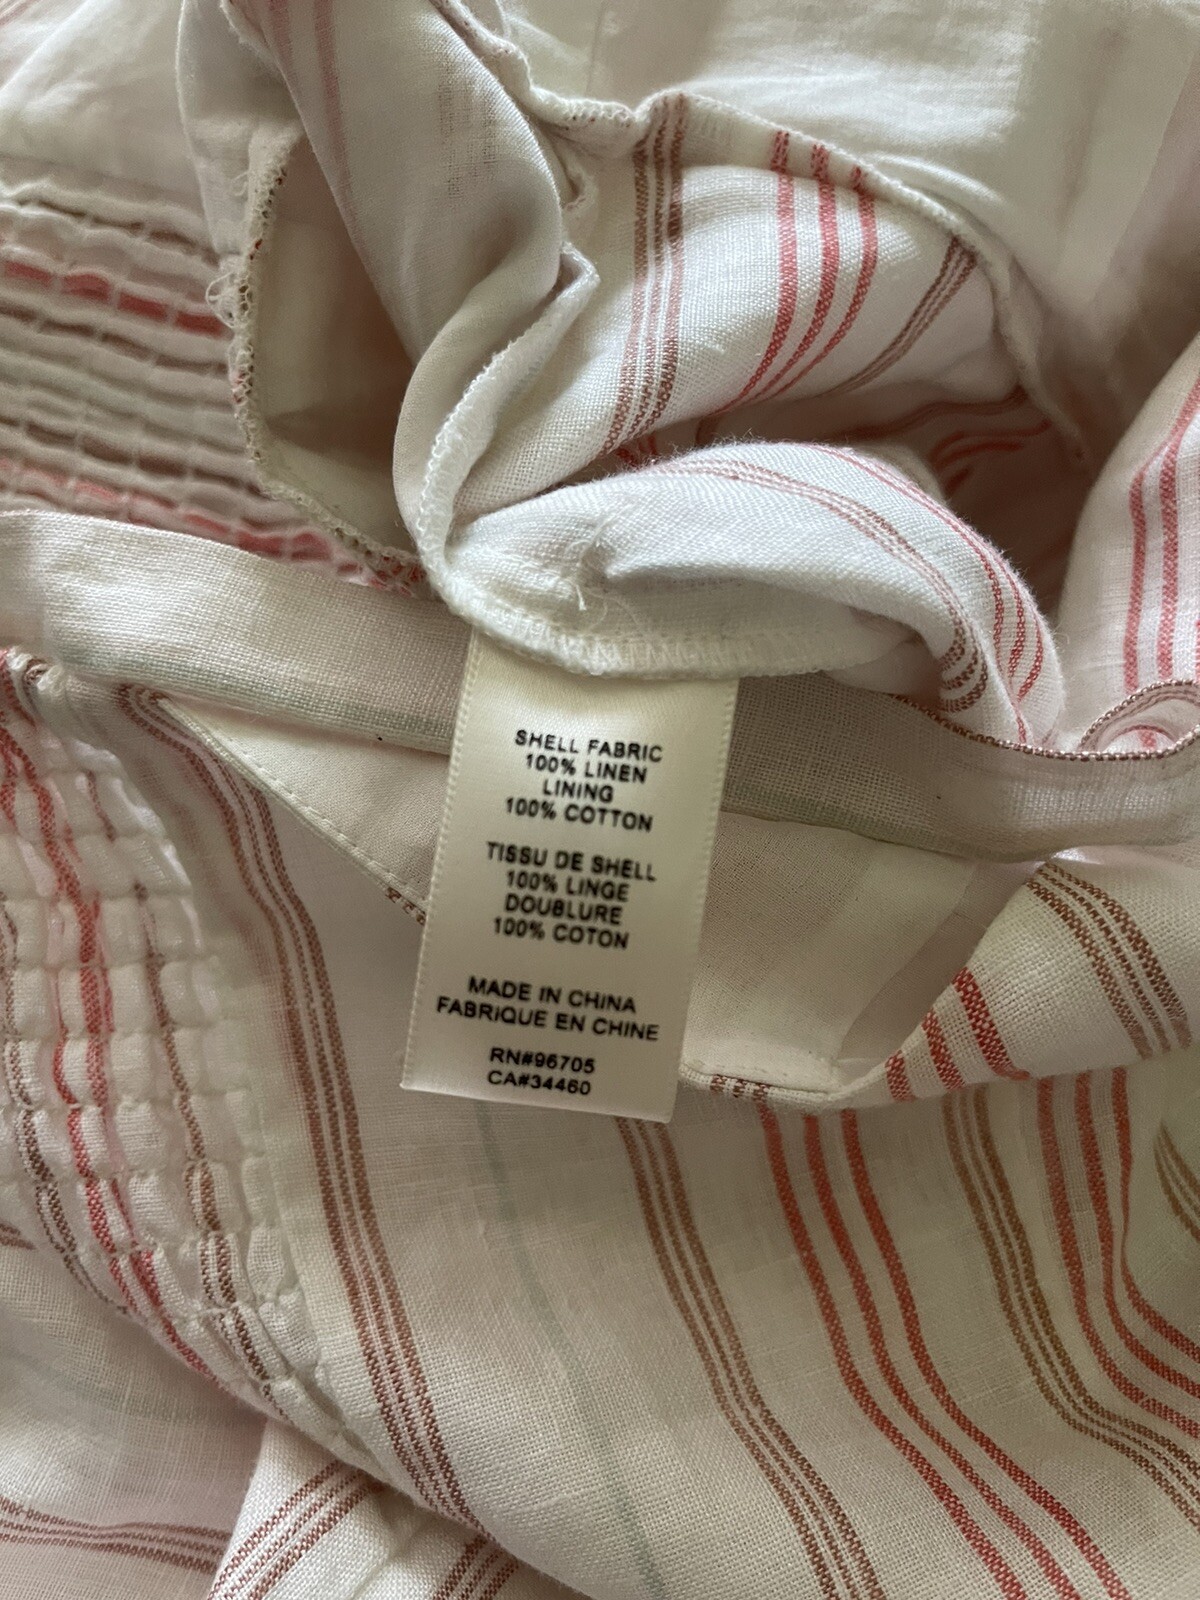 SHELL FABRIC
100% LINEN
LINING
100% COTTON
TISSU DE SHELL
100% LINGE
DOUBLURE
100% COTON
MADE IN CHINA
FABRIQUE EN CHINE
RN#96705
CA#34460